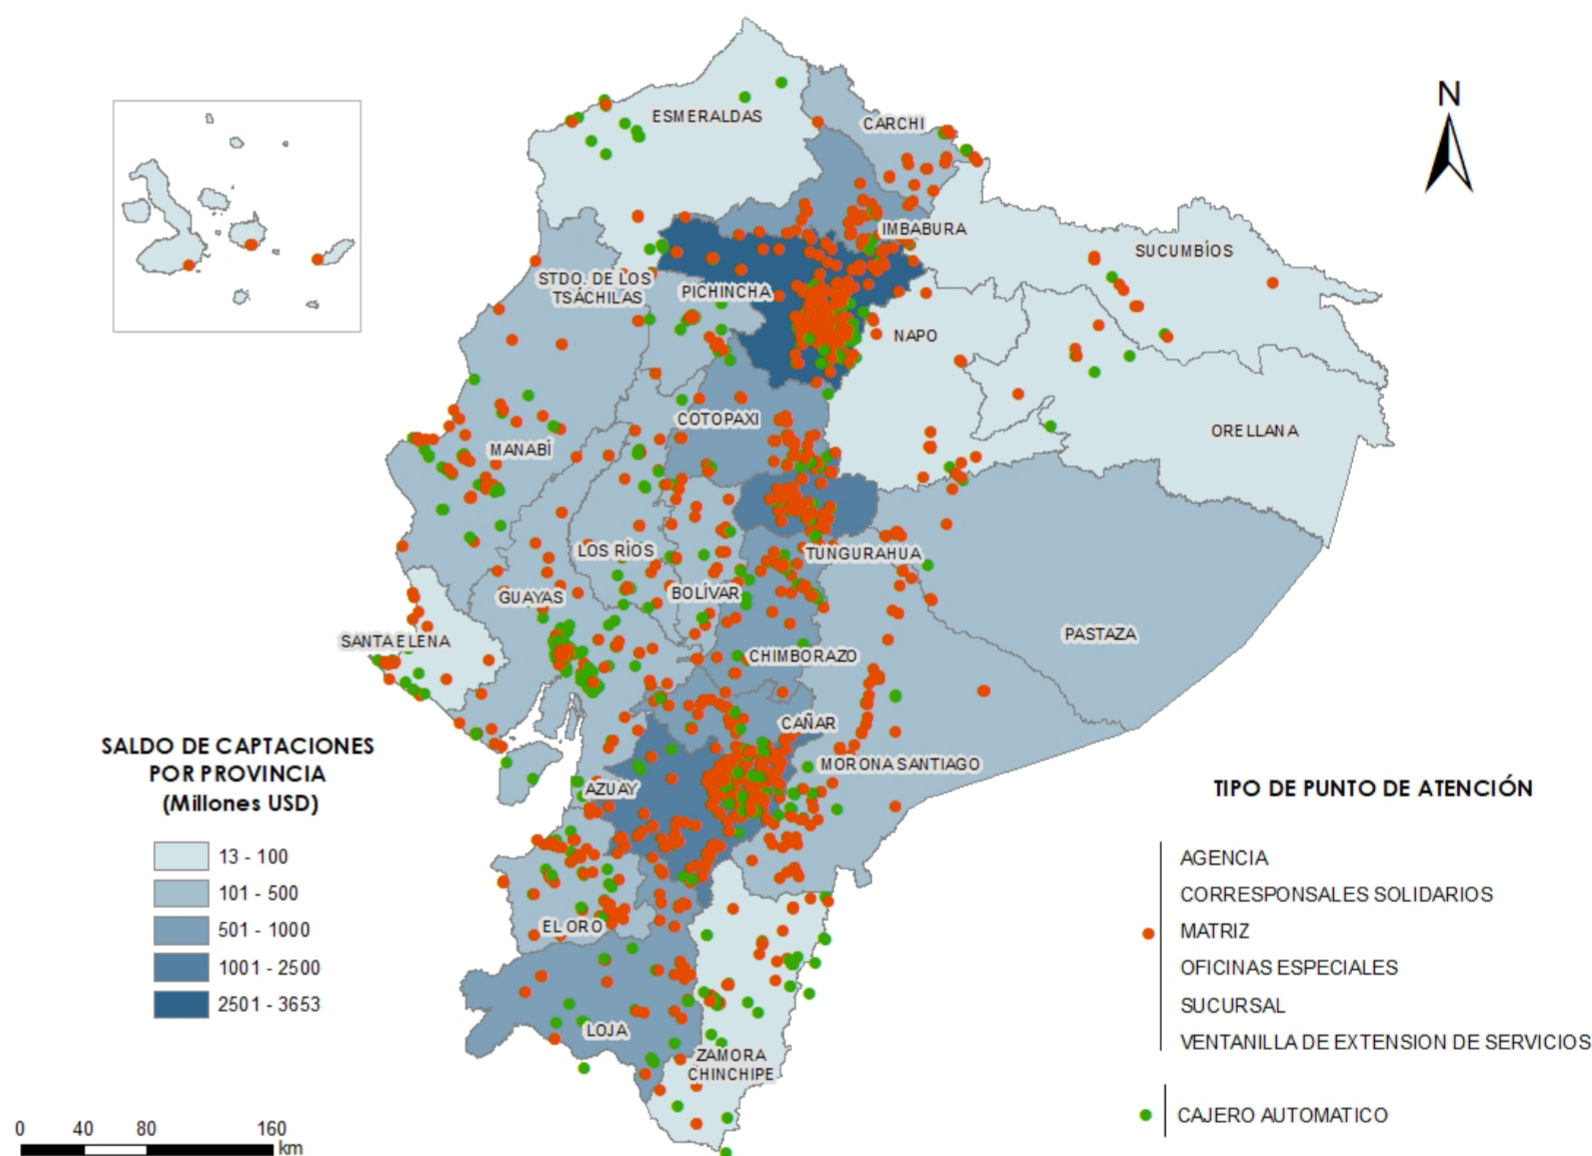 N
ESMERALDAS
CARCHI
IMBABURA
SUCUMBÍOS
STDO. DE LOS
TSÁCHILAS
PICHINCHA
NAPO
COTOPAXI
ORELLANA
MANABÍ
LOS RÍOS
TUNGURAHUA
GUAYAS
BOLÍVAR
SANTA ELENA
PASTAZA
CHIMBORAZO
CAÑAR
MORONA SANTIAGO
AZUAY
EL ORO
LOJA
ZAMORA
CHINCHIPE
SALDO DE CAPTACIONES
POR PROVINCIA
(Millones USD)
13 - 100
101 - 500
501 - 1000
1001 - 2500
2501 - 3653
TIPO DE PUNTO DE ATENCIÓN
AGENCIA
CORRESPONSALES SOLIDARIOS
MATRIZ
OFICINAS ESPECIALES
SUCURSAL
VENTANILLA DE EXTENSION DE SERVICIOS
CAJERO AUTOMATICO
0 40 80 160
km